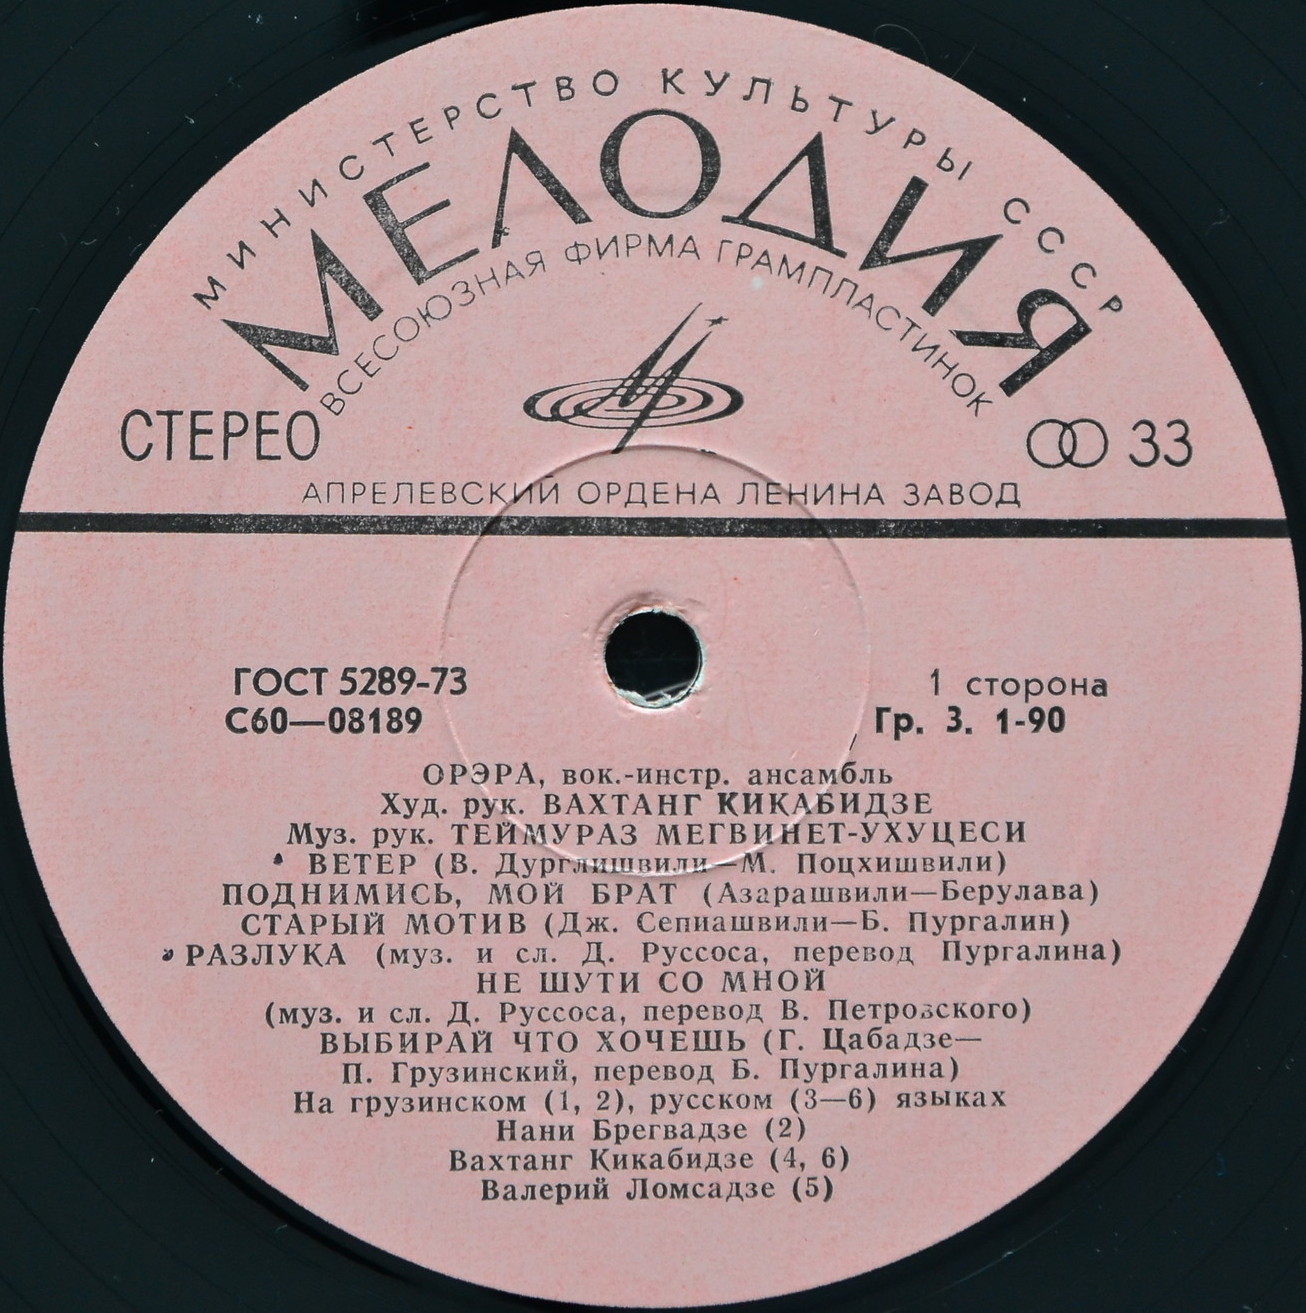 МИНИСТЕРСТВО КУЛЬТУРЫ СССР
МЕЛОДИЯ
ВСЕСОЮЗНАЯ ФИРМА ГРАМПЛАСТИНОК
СТЕРЕО
33
АПРЕЛЕВСКИЙ ОРДЕНА ЛЕНИНА ЗАВОД
ГОСТ 5289-73
1 сторона
С60—08189
Гр. 3. 1-90
ОРЭРА, вок.-инстр. ансамбль
Худ. рук. ВАХТАНГ КИКАБИДЗЕ
Муз. рук. ТЕЙМУРАЗ МЕГВИНЕТ-УХУЦЕСИ
ВЕТЕР (В. Дурглишвили—М. Поцхишвили)
ПОДНИМИСЬ, МОЙ БРАТ (Азарашвили—Берулава)
СТАРЫЙ МОТИВ (Дж. Сепиашвили—Б. Пургалин)
РАЗЛУКА (муз. и сл. Д. Руссоса, перевод Пургалина)
НЕ ШУТИ СО МНОЙ
(муз. и сл. Д. Руссоса, перевод В. Петровского)
ВЫБИРАЙ ЧТО ХОЧЕШЬ (Г. Цабадзе—
П. Грузинский, перевод Б. Пургалина)
На грузинском (1, 2), русском (3—6) языках
Нани Брегвадзе (2)
Вахтанг Кикабидзе (4, 6)
Валерий Ломсадзе (5)